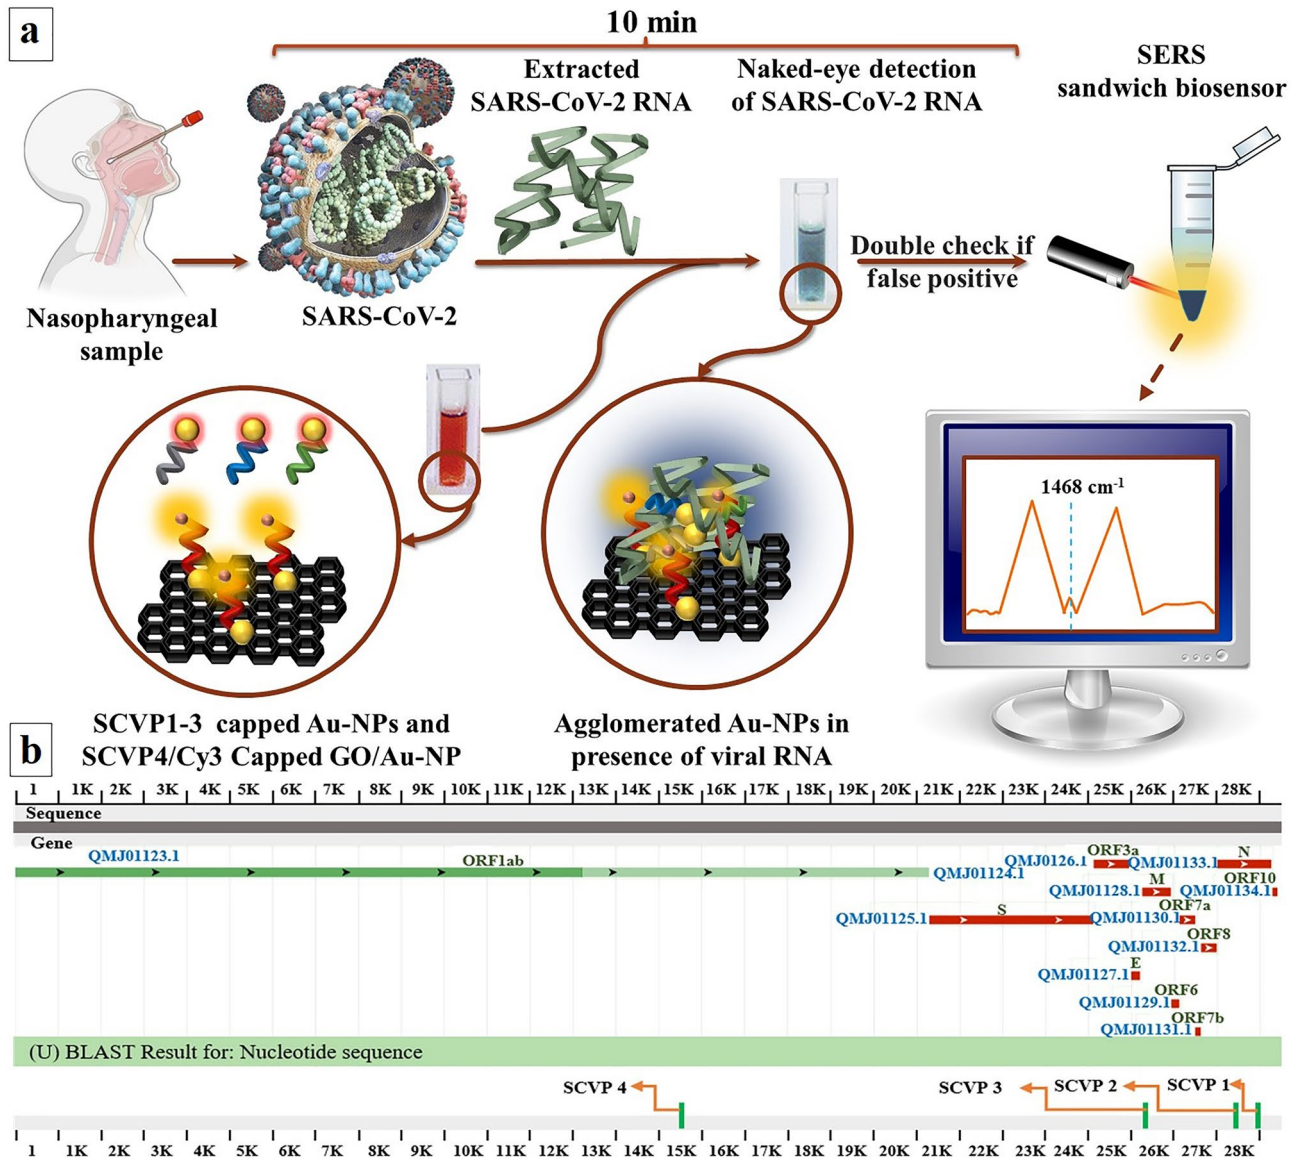 a
10 min
Extracted
SARS-CoV-2 RNA
Naked-eye detection
of SARS-CoV-2 RNA
SERS
sandwich biosensor
Double check if
false positive
Nasopharyngeal
sample
SARS-CoV-2
1468 cm-1
SCVP1-3 capped Au-NPs and
SCVP4/Cy3 Capped GO/Au-NP
Agglomerated Au-NPs in
presence of viral RNA
b
1 1K 2K 3K 4K 5K 6K 7K 8K 9K 10K 11K 12K 13K 14K 15K 16K 17K 18K 19K 20K 21K 22K 23K 24K 25K 26K 27K 28K
Sequence
Gene
QMJ01123.1 ORF1ab QMJ01124.1
QMJ0126.1 ORF3a QMJ01133.1 N
QMJ01128.1 M QMJ01134.1 ORF10
QMJ01125.1 S QMJ01130.1 ORF7a
QMJ01132.1 ORF8
QMJ01127.1 E
QMJ01129.1 ORF6
QMJ01131.1 ORF7b
(U) BLAST Result for: Nucleotide sequence
SCVP 4 SCVP 3 SCVP 2 SCVP 1
1 1K 2K 3K 4K 5K 6K 7K 8K 9K 10K 11K 12K 13K 14K 15K 16K 17K 18K 19K 20K 21K 22K 23K 24K 25K 26K 27K 28K